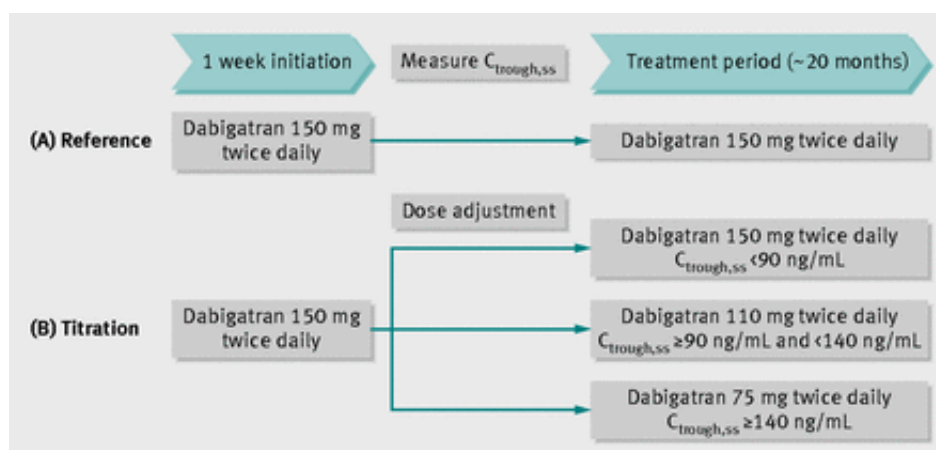 1 week initiation
Measure Ctrough,ss
Treatment period (~20 months)
(A) Reference
Dabigatran 150 mg
twice daily
Dabigatran 150 mg twice daily
Dose adjustment
(B) Titration
Dabigatran 150 mg
twice daily
Dabigatran 150 mg twice daily
Ctrough,ss <90 ng/mL
Dabigatran 110 mg twice daily
Ctrough,ss ≥90 ng/mL and <140 ng/mL
Dabigatran 75 mg twice daily
Ctrough,ss ≥140 ng/mL